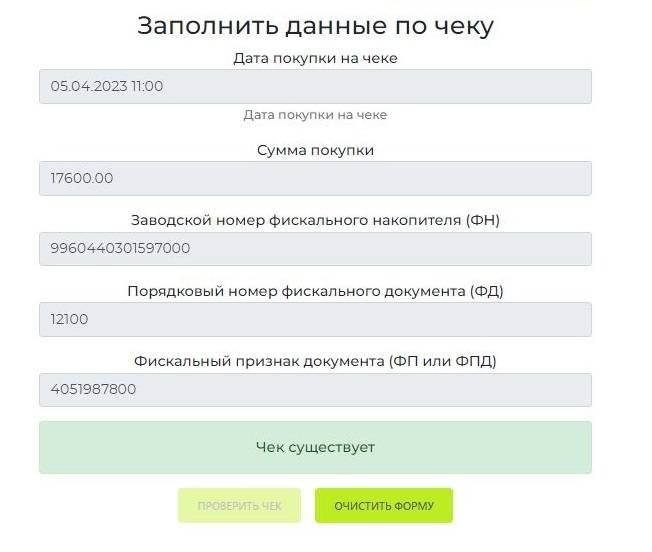 Заполнить данные по чеку
Дата покупки на чеке
05.04.2023 11:00
Дата покупки на чеке
Сумма покупки
17600.00
Заводской номер фискального накопителя (ФН)
9960440301597000
Порядковый номер фискального документа (ФД)
12100
Фискальный признак документа (ФП или ФПД)
4051987800
Чек существует
ПРОВЕРИТЬ ЧЕК ОЧИСТИТЬ ФОРМУ